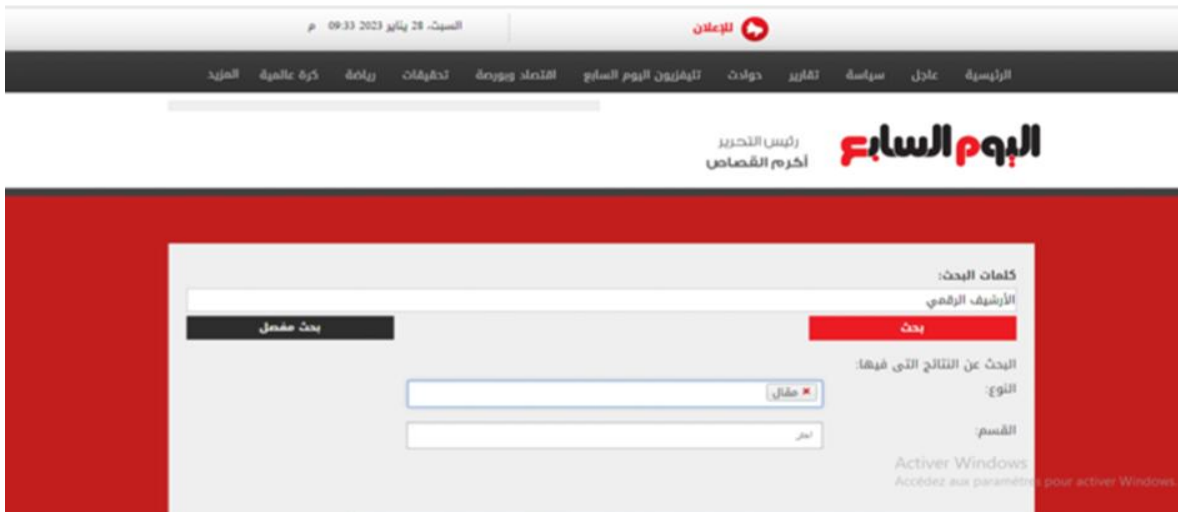 للإعلان السبت، 28 يناير 2023 09:33 م
الرئيسية عاجل سياسة تقارير حوادث تليفزيون اليوم السابع اقتصاد وبورصة تحقيقات رياضة كرة عالمية المزيد
اليوم السابع
رئيس التحرير
أكرم القصاص
كلمات البحث:
الأرشيف الرقمي
بحث بحث مفصل
البحث عن النتائج التى فيها:
النوع: مقال
القسم: اختر
Activer Windows
Accédez aux paramètres pour activer Windows.